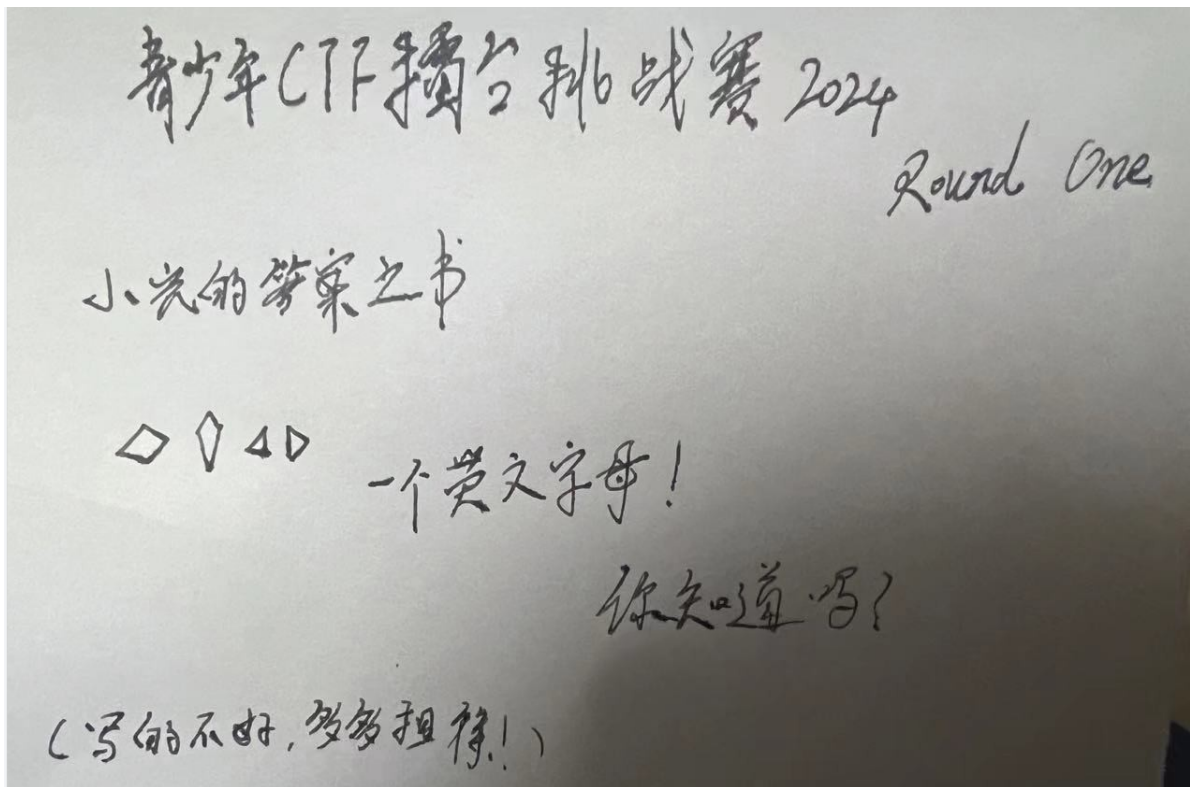 青少年CTF擂台挑战赛2024
Round One
小光的答案之书
一个英文字母!
你知道吗?
(写的不好,多多担待!)